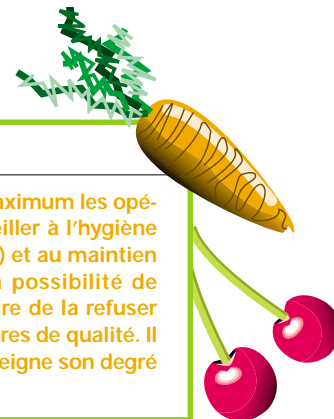 aximum les opé-
eiller à l'hygiène
) et au maintien
possibilité de
ire de la refuser
res de qualité. Il
eigne son degré